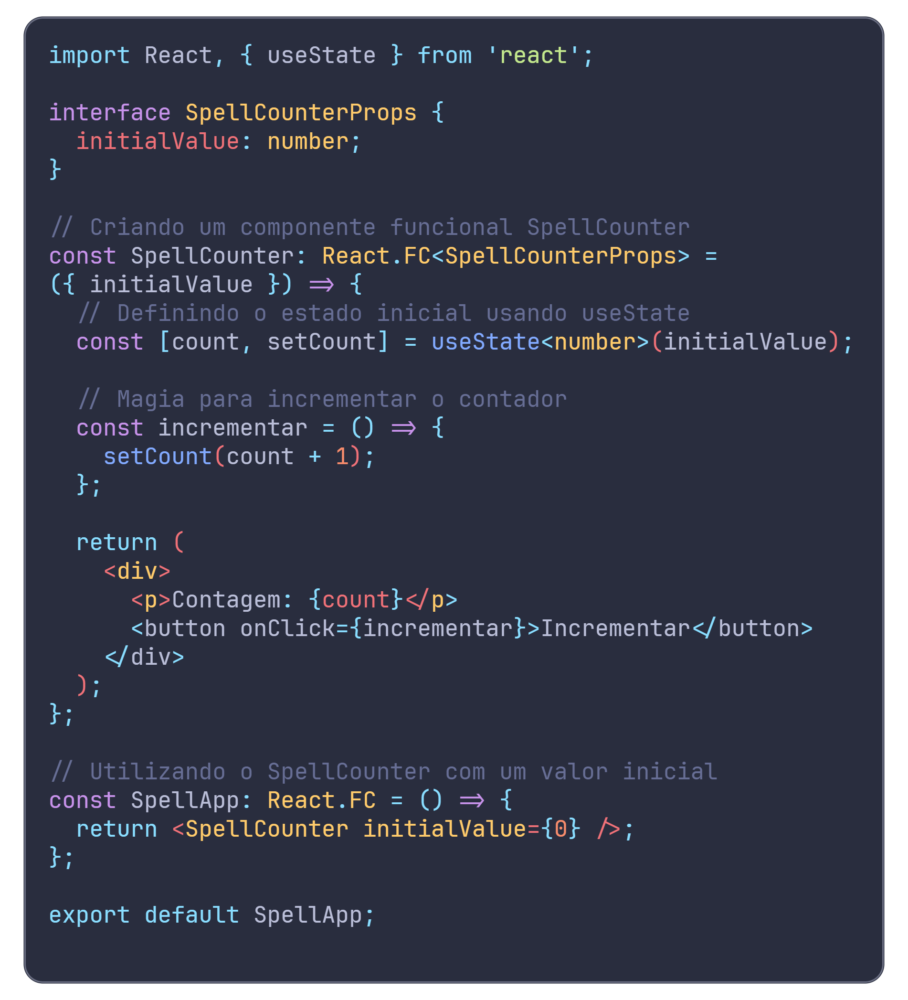 import React, { useState } from 'react';
interface SpellCounterProps {
  initialValue: number;
}
// Criando um componente funcional SpellCounter
const SpellCounter: React.FC<SpellCounterProps> =
({ initialValue }) => {
  // Definindo o estado inicial usando useState
  const [count, setCount] = useState<number>(initialValue);
  // Magia para incrementar o contador
  const incrementar = () => {
    setCount(count + 1);
  };
  return (
    <div>
      <p>Contagem: {count}</p>
      <button onClick={incrementar}>Incrementar</button>
    </div>
  );
};
// Utilizando o SpellCounter com um valor inicial
const SpellApp: React.FC = () => {
  return <SpellCounter initialValue={0} />;
};
export default SpellApp;